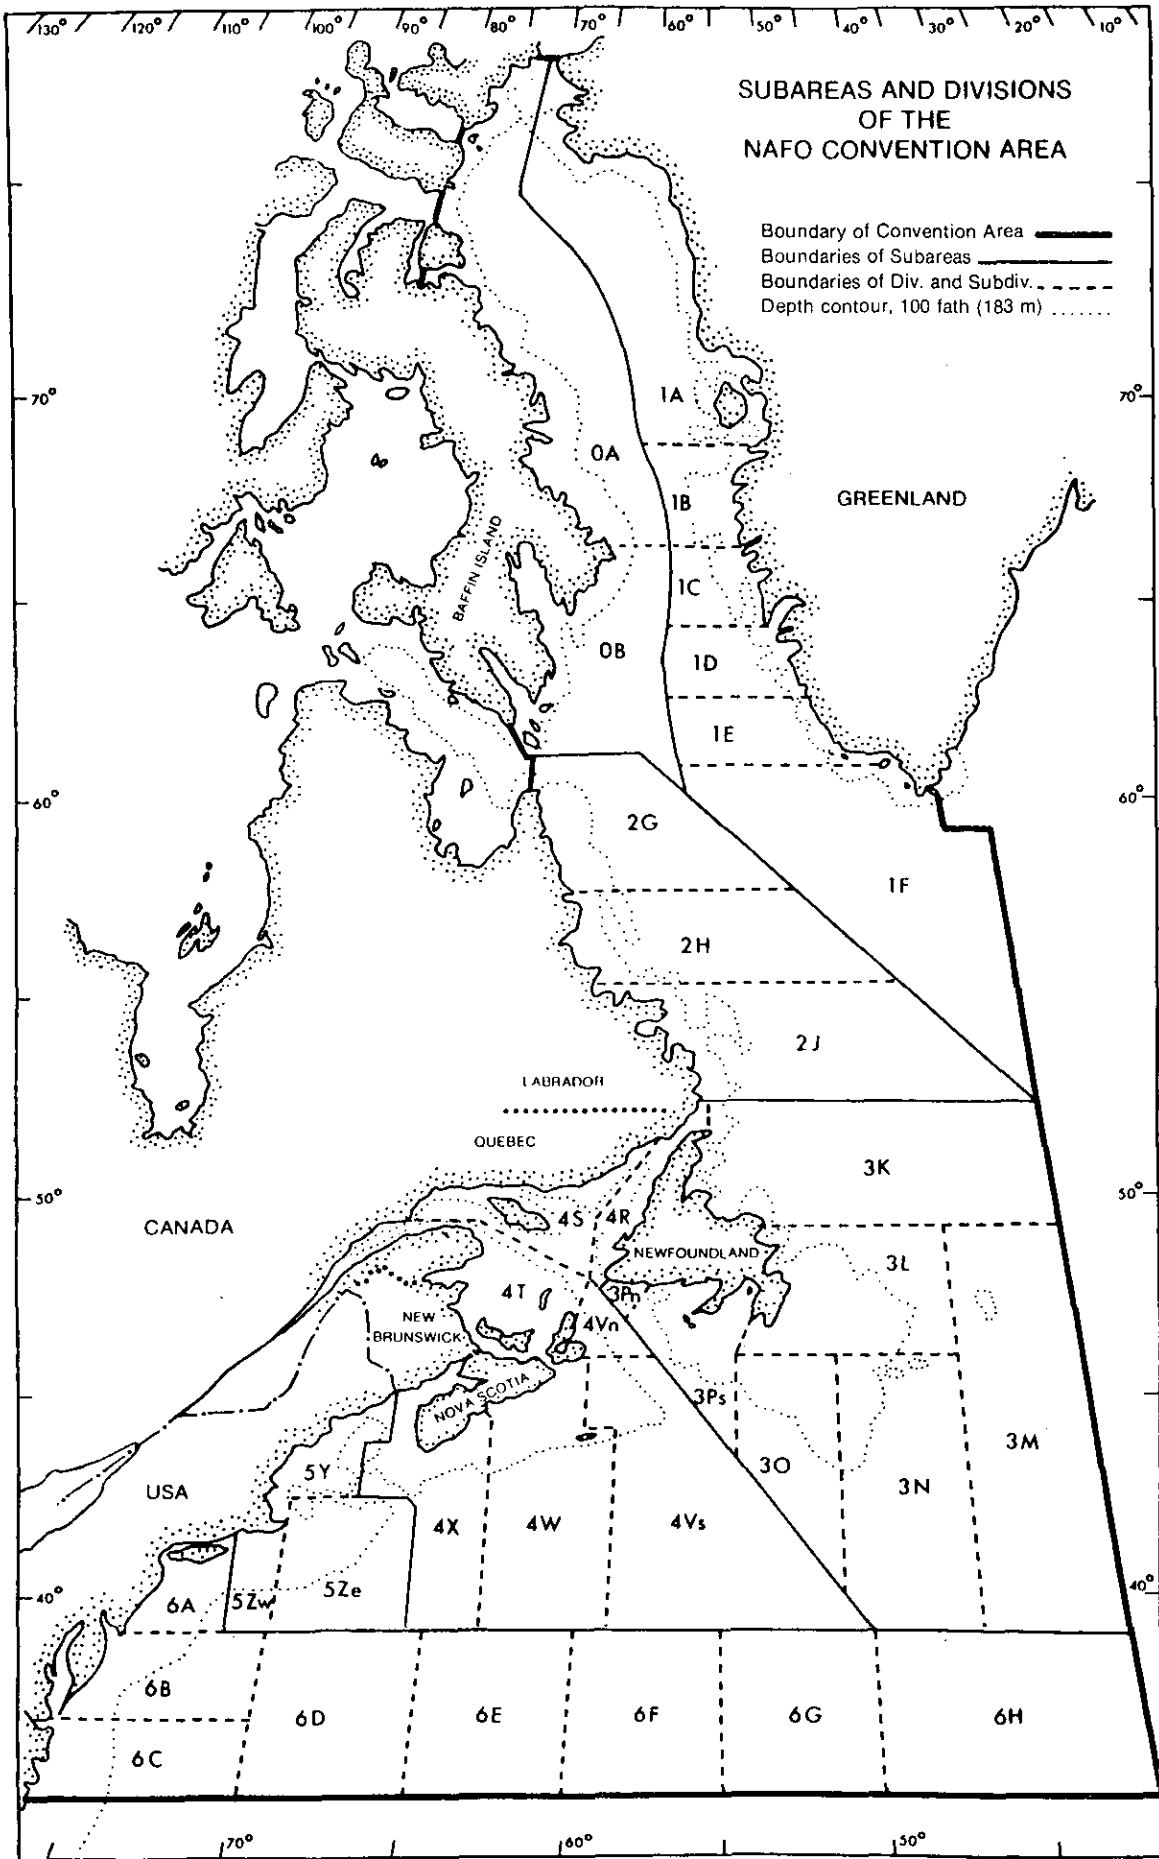 130° 120° 110° 100° 90° 80° 70° 60° 50° 40° 30° 20° 10°
SUBAREAS AND DIVISIONS
OF THE
NAFO CONVENTION AREA
Boundary of Convention Area
Boundaries of Subareas
Boundaries of Div. and Subdiv.
Depth contour, 100 fath (183 m)
70° 70°
1A
0A
1B
GREENLAND
BAFFIN ISLAND
1C
0B
1D
1E
60° 60°
2G
1F
2H
2J
LABRADOR
QUEBEC
3K
50° 50°
4S 4R
CANADA
NEWFOUNDLAND
3L
3Pn
4T
NEW
BRUNSWICK
4Vn
NOVA SCOTIA
3Ps
3M
3O
5Y
3N
USA
4X 4W 4Vs
40° 40°
5Ze
5Zw
6A
6B
6D 6E 6F 6G 6H
6C
70° 60° 50°